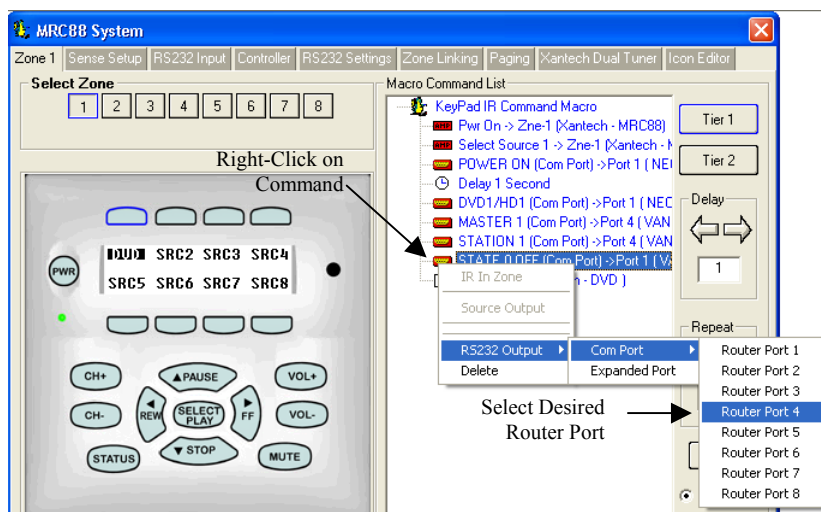 MRC88 System
Zone 1 Sense Setup RS232 Input Controller RS232 Settings Zone Linking Paging Xantech Dual Tuner Icon Editor
Select Zone
1 2 3 4 5 6 7 8
Right-Click on
Command
PWR
SRC2 SRC3 SRC4
SRC5 SRC6 SRC7 SRC8
CH+ PAUSE VOL+
CH- REW SELECT PLAY FF VOL-
STATUS STOP MUTE
Macro Command List
KeyPad IR Command Macro
Pwr On -> Zne-1 (Xantech - MRC88)
Select Source 1 -> Zne-1 (Xantech - M
POWER ON (Com Port) ->Port 1 ( NE
Delay 1 Second
DVD1/HD1 (Com Port) ->Port 1 ( NEC
MASTER 1 (Com Port) ->Port 4 ( VAN
STATION 1 (Com Port) ->Port 4 ( VAN
STATE 0 OFF (Com Port) ->Port 1 ( VA
n - DVD )
IR In Zone
Source Output
RS232 Output
Delete
Com Port
Expanded Port
Router Port 1
Router Port 2
Router Port 3
Router Port 4
Router Port 5
Router Port 6
Router Port 7
Router Port 8
Select Desired
Router Port
Tier 1
Tier 2
Delay
1
Repeat